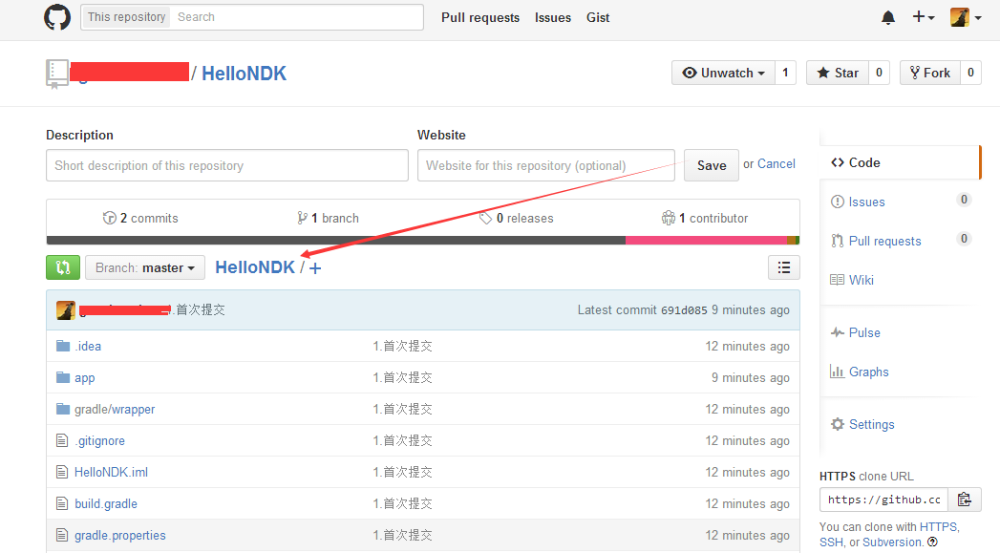 This repository Search Pull requests Issues Gist
/ HelloNDK Unwatch 1 Star 0 Fork 0
Description Website
Short description of this repository Website for this repository (optional) Save or Cancel
2 commits 1 branch 0 releases 1 contributor
Branch: master HelloNDK / +
1.首次提交 Latest commit 691d085 9 minutes ago
.idea 1.首次提交 12 minutes ago
app 1.首次提交 9 minutes ago
gradle/wrapper 1.首次提交 12 minutes ago
.gitignore 1.首次提交 12 minutes ago
HelloNDK.iml 1.首次提交 12 minutes ago
build.gradle 1.首次提交 12 minutes ago
gradle.properties 1.首次提交 12 minutes ago
Code
Issues 0
Pull requests 0
Wiki
Pulse
Graphs
Settings
HTTPS clone URL
https://github.cc
You can clone with HTTPS,
SSH, or Subversion.